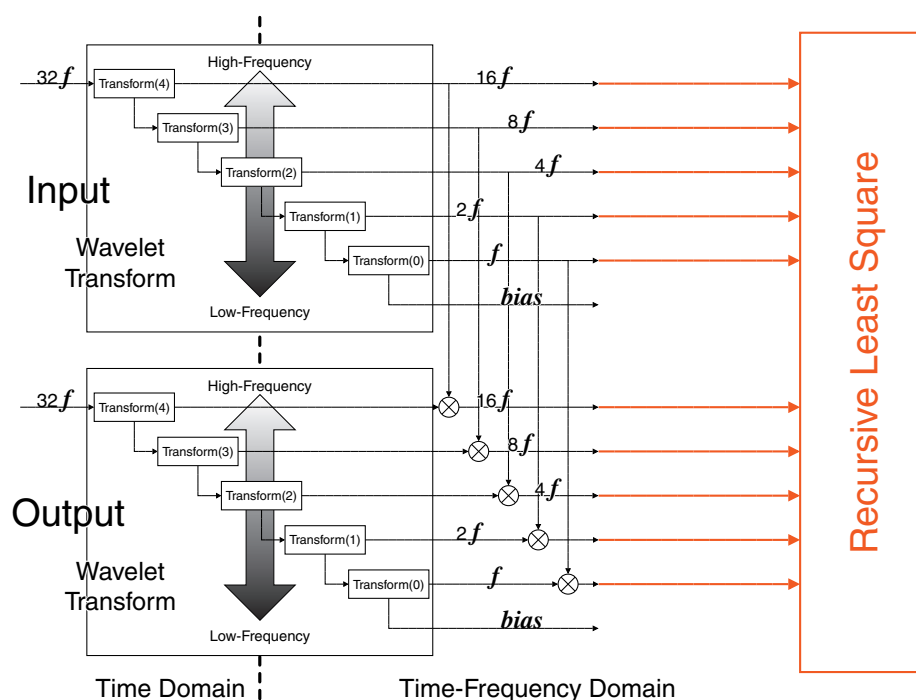 High-Frequency
32f
Transform(4)
16f
Transform(3)
8f
Transform(2)
4f
Input
Transform(1)
2f
Wavelet
Transform
Transform(0)
f
bias
Low-Frequency
High-Frequency
32f
Transform(4)
16f
Transform(3)
8f
Transform(2)
4f
Output
Transform(1)
2f
Wavelet
Transform
Transform(0)
f
bias
Low-Frequency
Time Domain
Time-Frequency Domain
Recursive Least Square